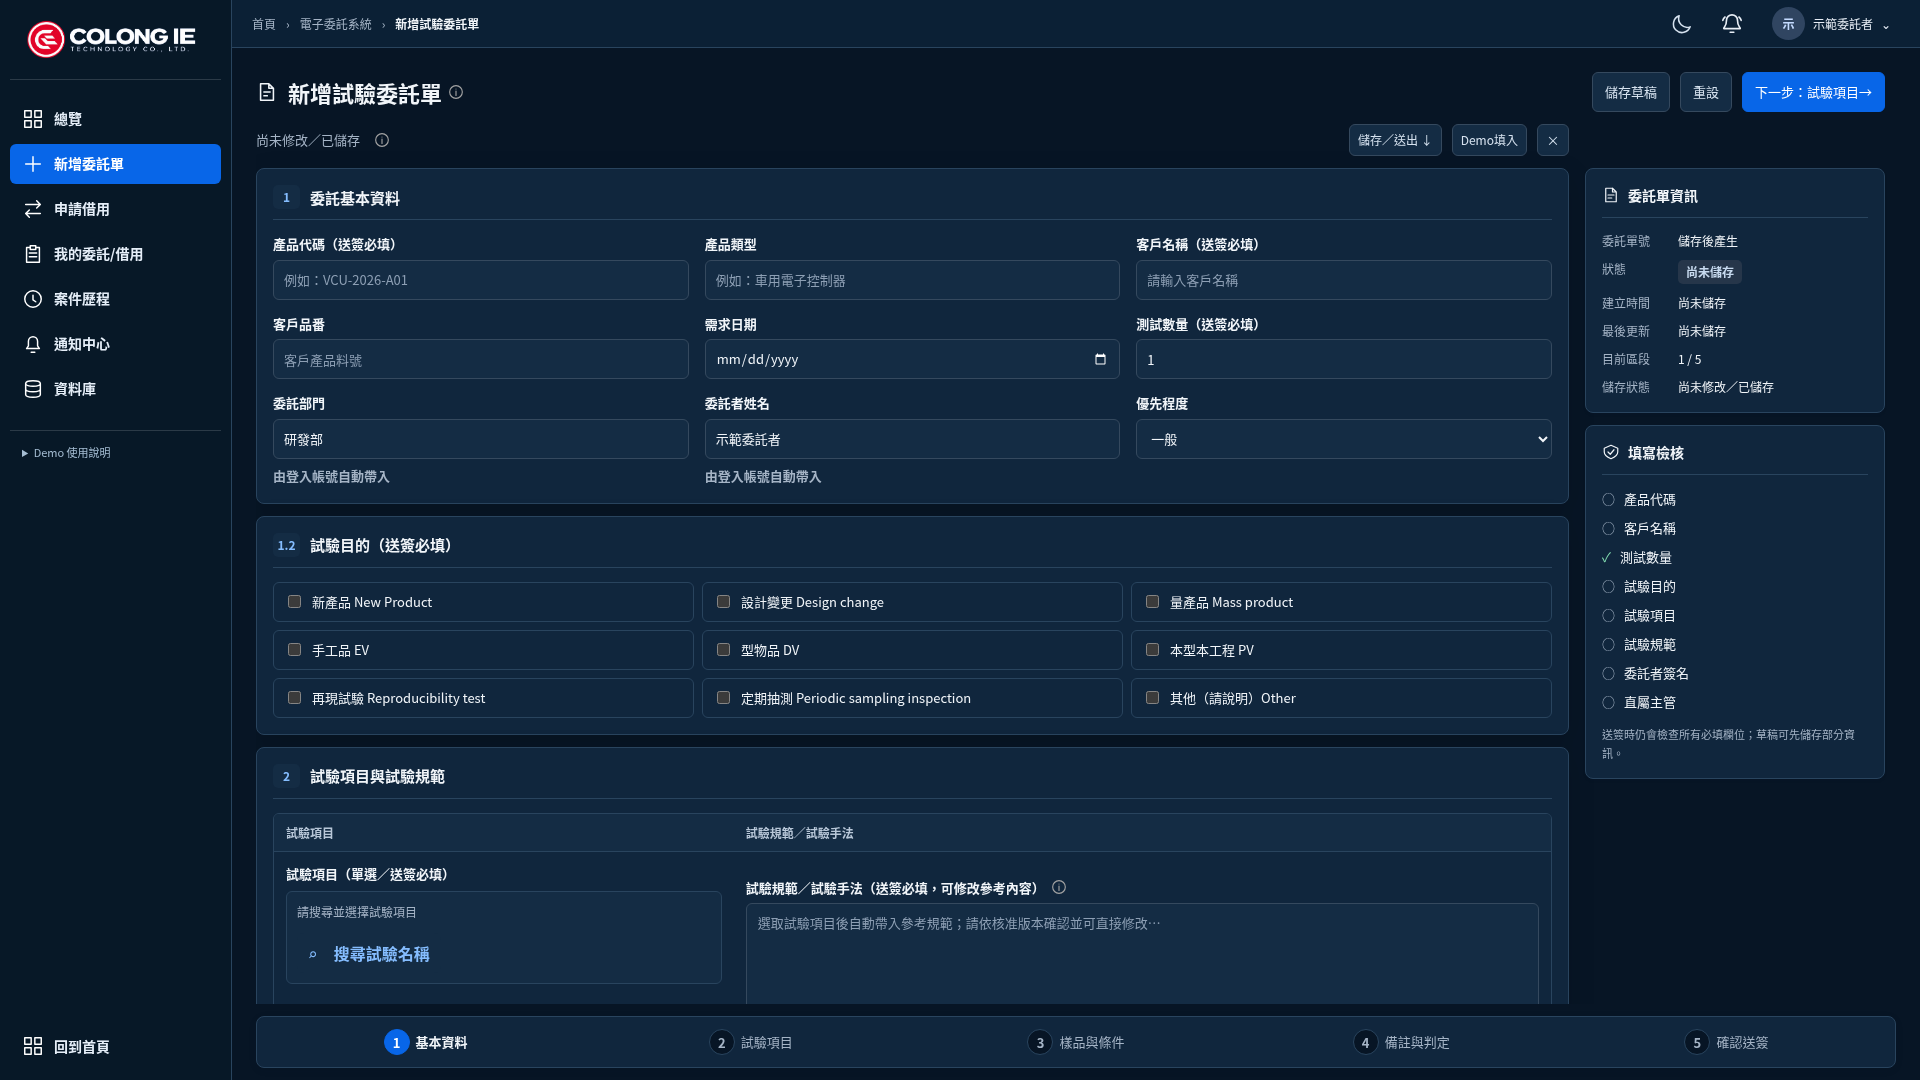 COLONG IE
TECHNOLOGY CO., LTD.
總覽
新增委託單
申請借用
我的委託/借用
案件歷程
通知中心
資料庫
Demo 使用說明
回到首頁
首頁 › 電子委託系統 › 新增試驗委託單
示 示範委託者
新增試驗委託單
儲存草稿 重設 下一步：試驗項目→
尚未修改／已儲存
儲存／送出 ↓ Demo填入 ×
1 委託基本資料
產品代碼（送簽必填） 產品類型 客戶名稱（送簽必填）
例如：VCU-2026-A01 例如：車用電子控制器 請輸入客戶名稱
客戶品番 需求日期 測試數量（送簽必填）
客戶產品料號 mm/dd/yyyy 1
委託部門 委託者姓名 優先程度
研發部 示範委託者 一般
由登入帳號自動帶入 由登入帳號自動帶入
1.2 試驗目的（送簽必填）
新產品 New Product 設計變更 Design change 量產品 Mass product
手工品 EV 型物品 DV 本型本工程 PV
再現試驗 Reproducibility test 定期抽測 Periodic sampling inspection 其他（請說明）Other
2 試驗項目與試驗規範
試驗項目 試驗規範／試驗手法
試驗項目（單選／送簽必填）
試驗規範／試驗手法（送簽必填，可修改參考內容）
請搜尋並選擇試驗項目
選取試驗項目後自動帶入參考規範；請依核准版本確認並可直接修改…
搜尋試驗名稱
委託單資訊
委託單號 儲存後產生
狀態 尚未儲存
建立時間 尚未儲存
最後更新 尚未儲存
目前區段 1 / 5
儲存狀態 尚未修改／已儲存
填寫檢核
產品代碼
客戶名稱
✓ 測試數量
試驗目的
試驗項目
試驗規範
委託者簽名
直屬主管
送簽時仍會檢查所有必填欄位；草稿可先儲存部分資
訊。
1 基本資料 2 試驗項目 3 樣品與條件 4 備註與判定 5 確認送簽